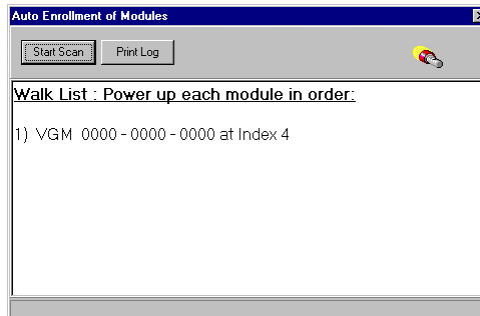 Auto Enrollment of Modules
Start Scan Print Log
Walk List : Power up each module in order:
1) VGM 0000 - 0000 - 0000 at Index 4